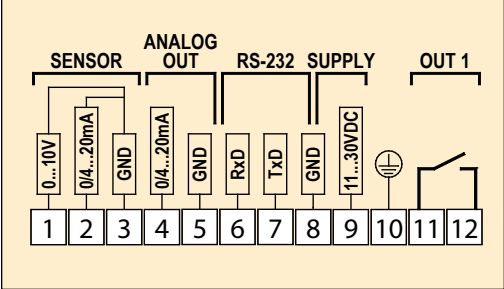 SENSOR
ANALOG
OUT
RS-232
SUPPLY
OUT 1
0...10V
0/4...20mA
GND
0/4...20mA
GND
RxD
TxD
GND
11...30VDC
1 2 3 4 5 6 7 8 9 10 11 12